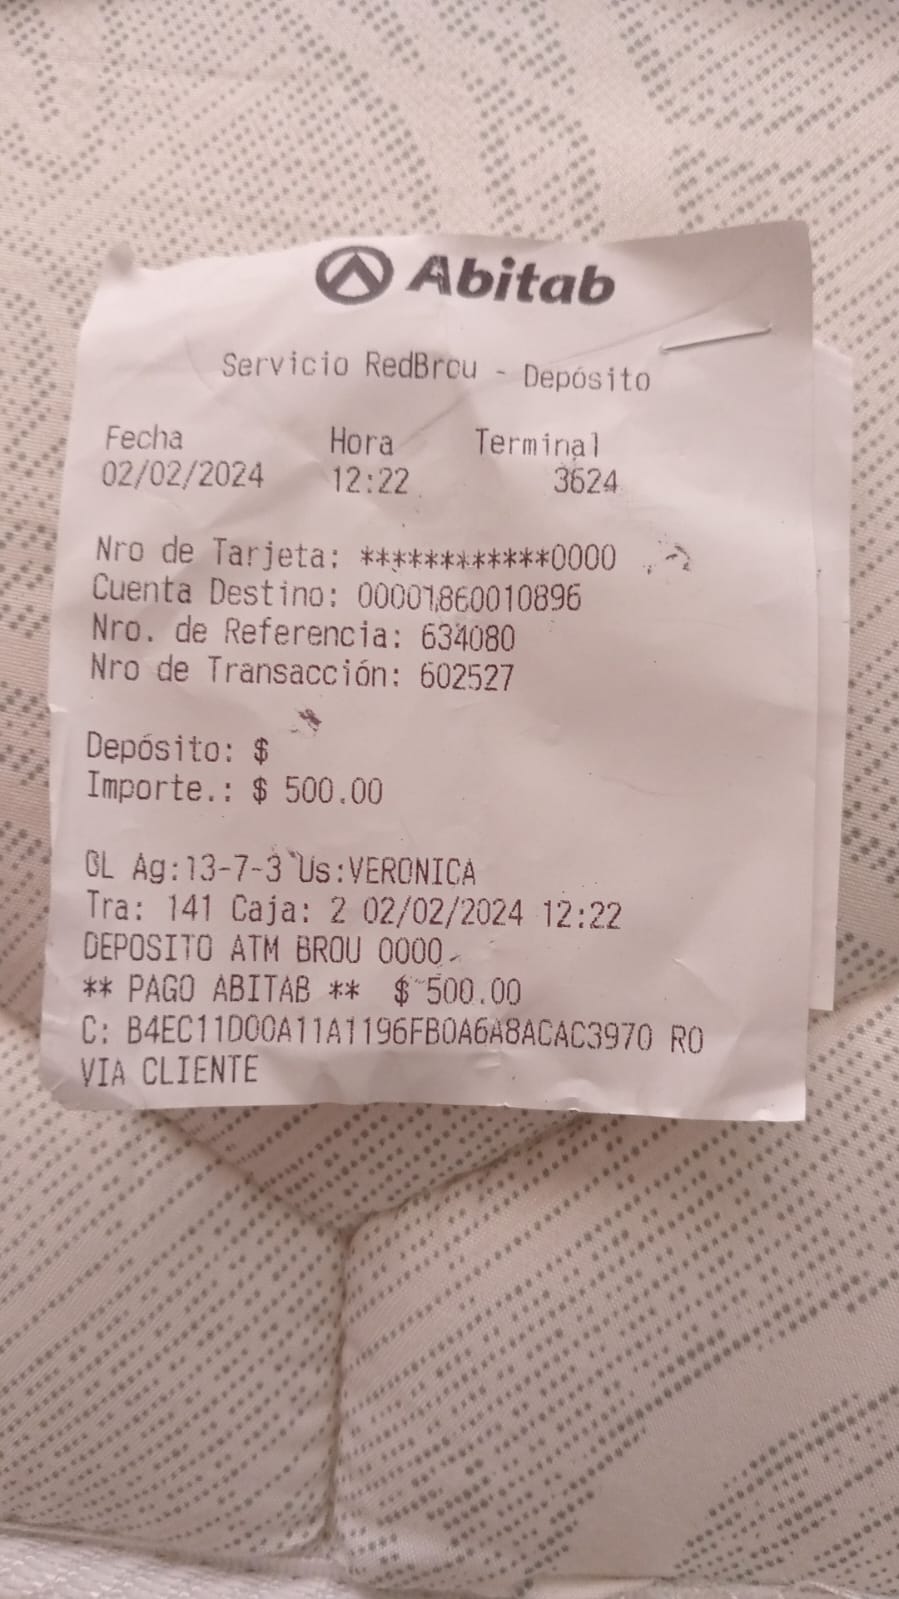 Abitab
Servicio RedBrou - Depósito
Fecha Hora Terminal
02/02/2024 12:22 3624
Nro de Tarjeta: ************0000
Cuenta Destino: 00001860010896
Nro. de Referencia: 634080
Nro de Transacción: 602527
Depósito: $
Importe.: $ 500.00
GL Ag:13-7-3 Us:VERONICA
Tra: 141 Caja: 2 02/02/2024 12:22
DEPOSITO ATM BROU 0000
** PAGO ABITAB ** $ 500.00
C: B4EC11D00A11A1196FB0A6A8ACAC3970 RO
VIA CLIENTE